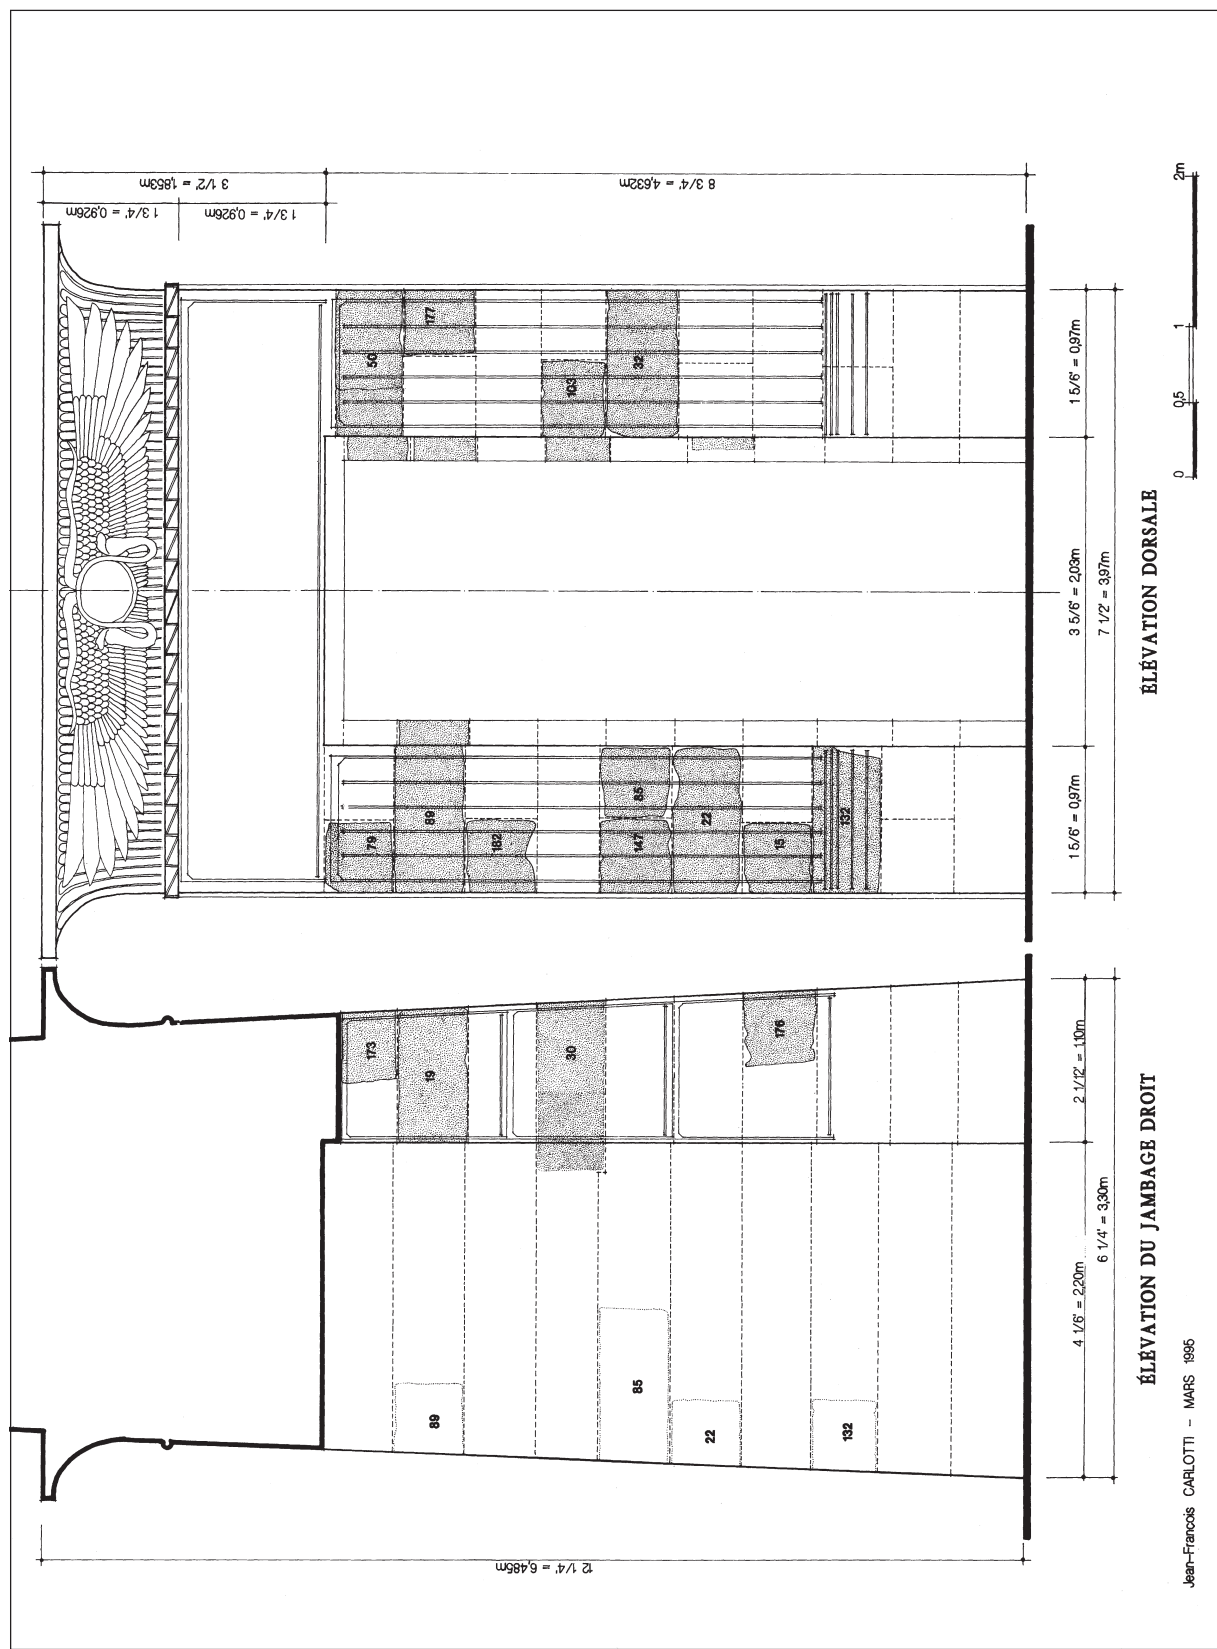 12 1/4' = 6,485m
3 1/2' = 1,853m
1 3/4' = 0,926m
1 3/4' = 0,926m
8 3/4' = 4,632m
173
19
30
176
89
85
22
132
79
89
182
147
85
22
15
132
50
177
103
32
4 1/6' = 2,20m
2 1/12' = 1,10m
6 1/4' = 3,30m
1 5/6' = 0,97m
3 5/6' = 2,03m
1 5/6' = 0,97m
7 1/2' = 3,97m
ÉLÉVATION DU JAMBAGE DROIT
ÉLÉVATION DORSALE
0
0,5
1
2m
Jean-François CARLOTTI - MARS 1995